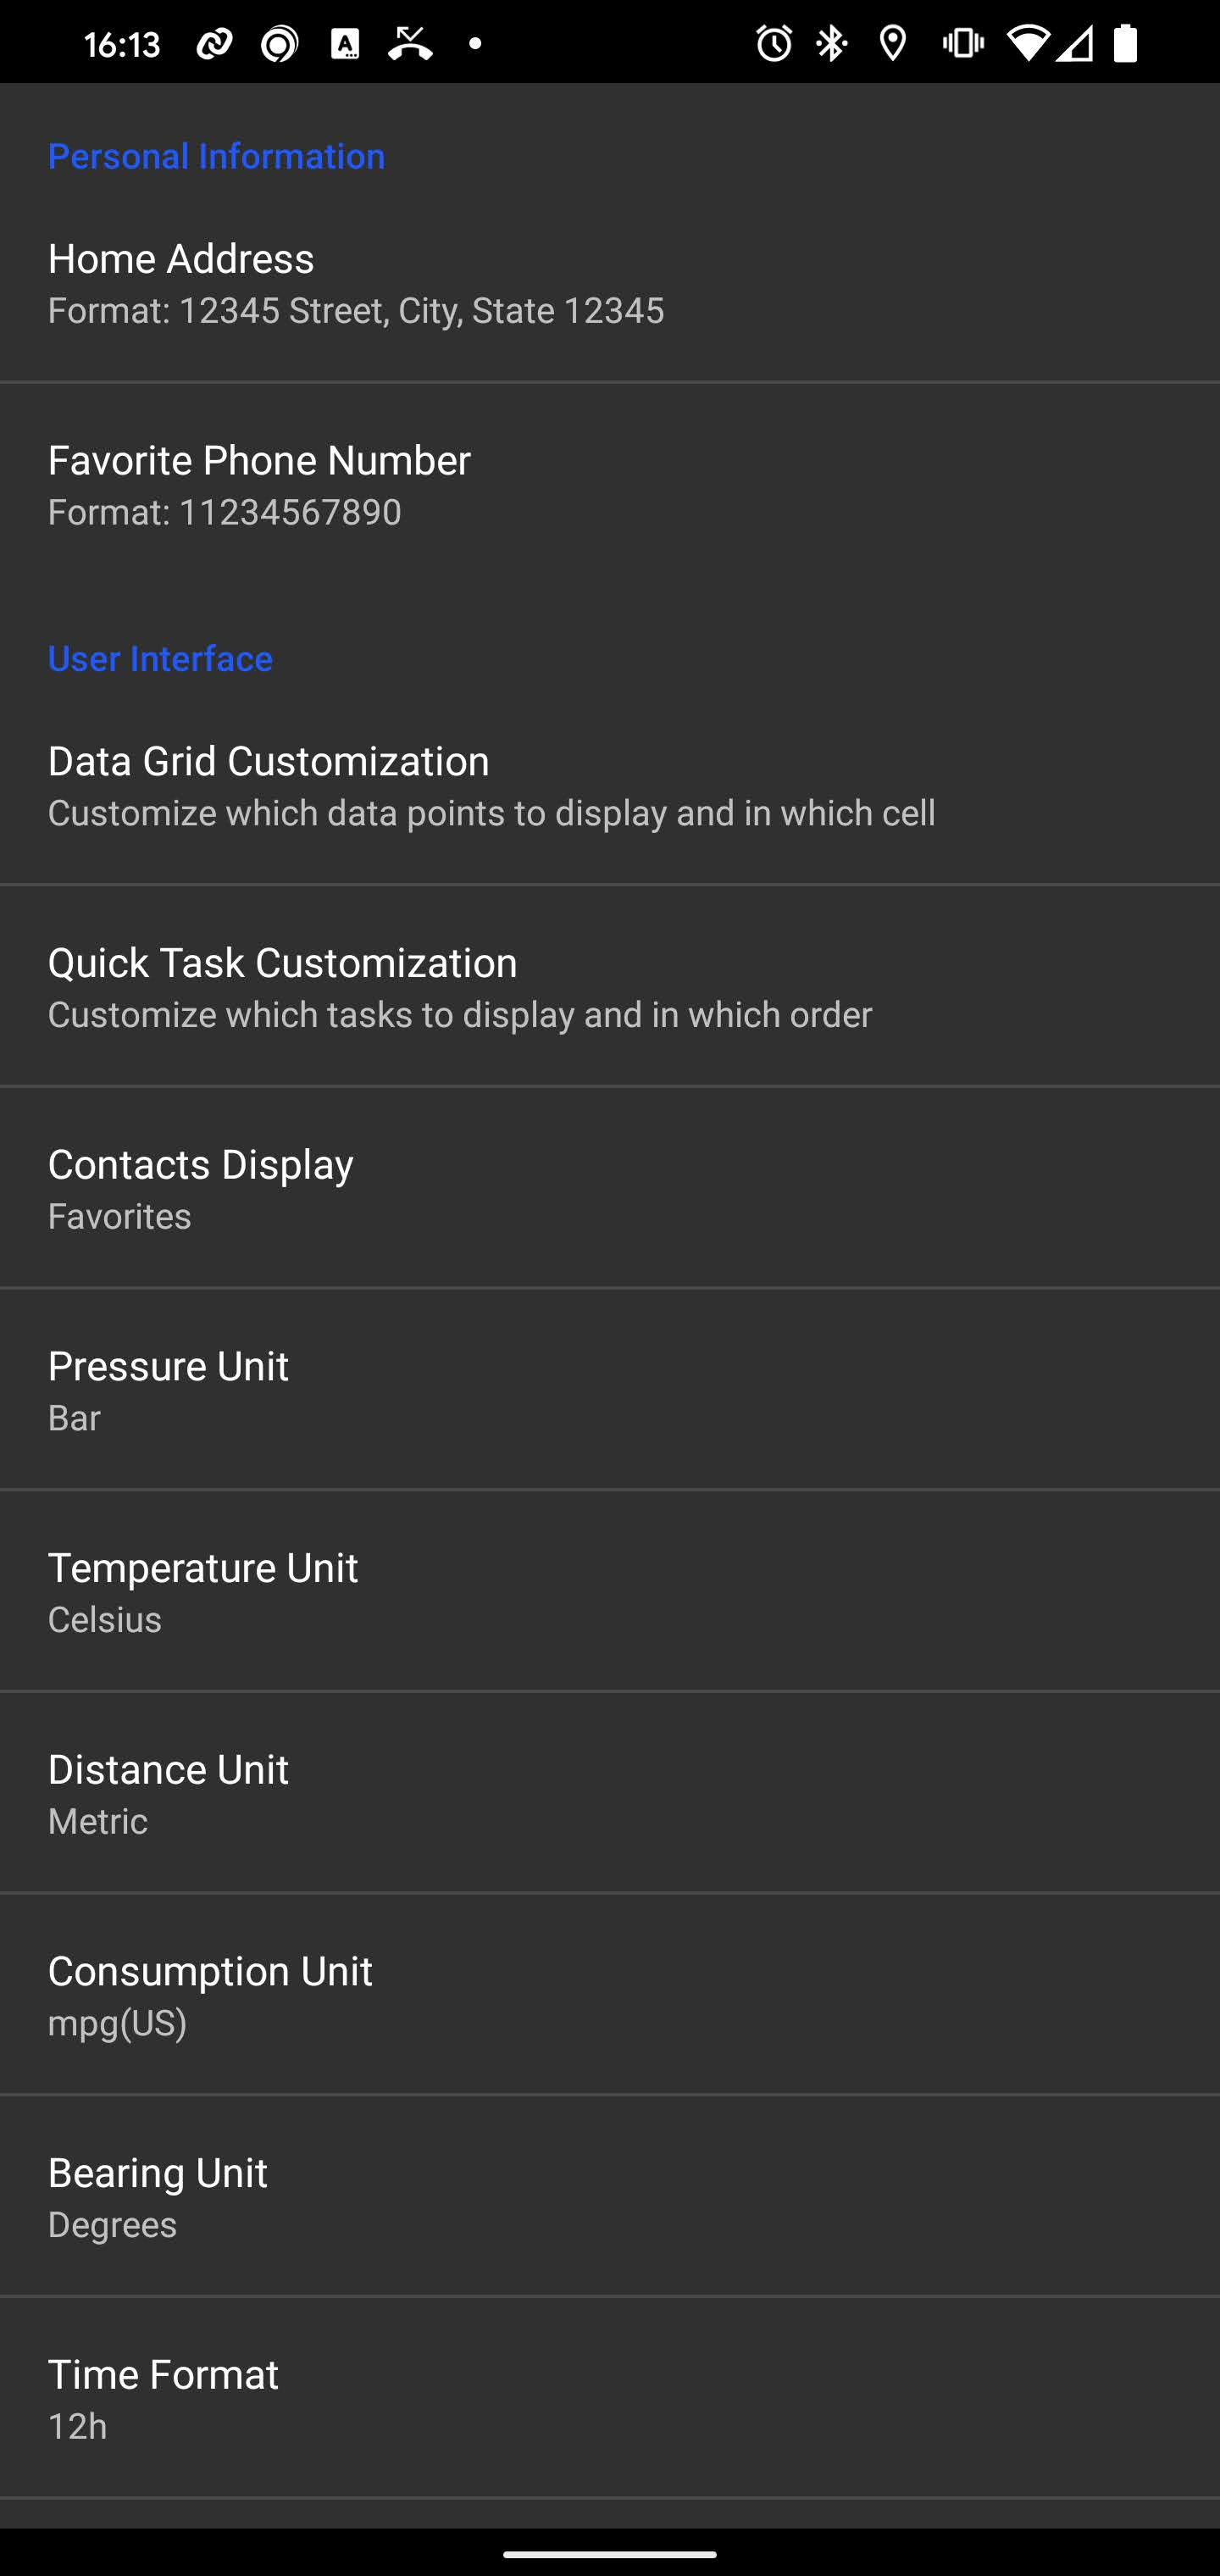 16:13
Personal Information
Home Address
Format: 12345 Street, City, State 12345
Favorite Phone Number
Format: 11234567890
User Interface
Data Grid Customization
Customize which data points to display and in which cell
Quick Task Customization
Customize which tasks to display and in which order
Contacts Display
Favorites
Pressure Unit
Bar
Temperature Unit
Celsius
Distance Unit
Metric
Consumption Unit
mpg(US)
Bearing Unit
Degrees
Time Format
12h